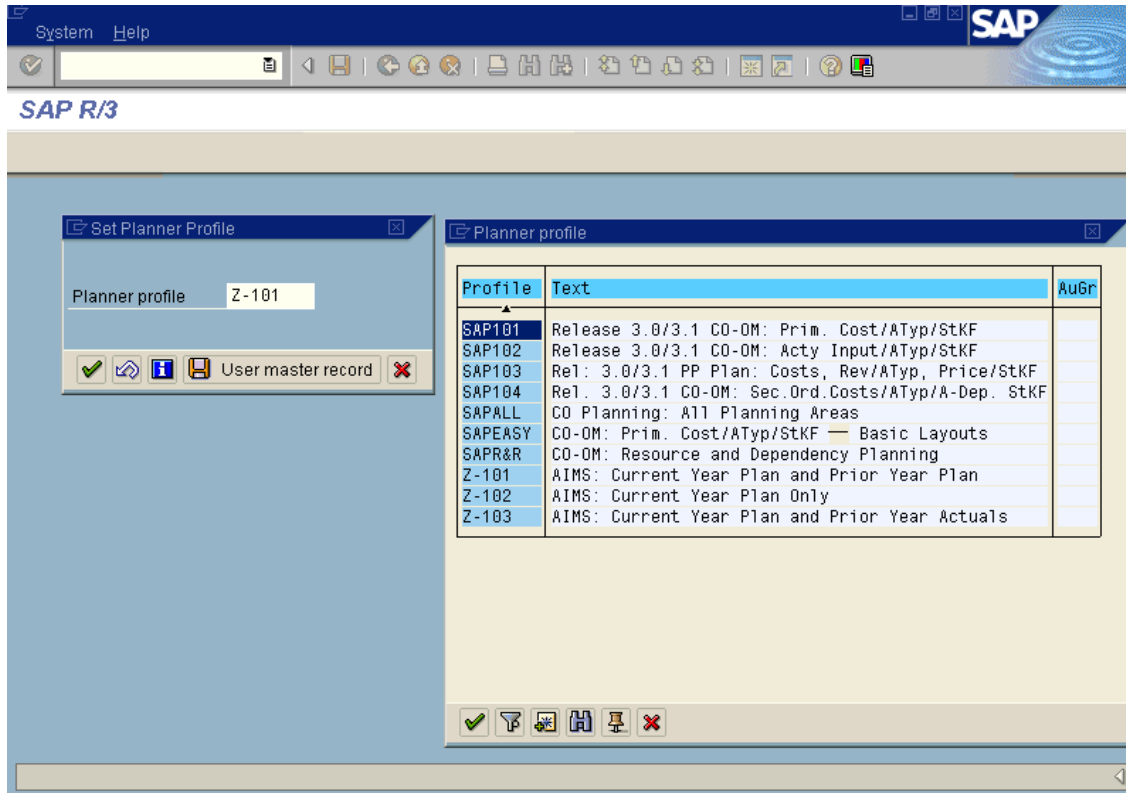 System Help
SAP
SAP R/3
Set Planner Profile
Planner profile Z-101
User master record
Planner profile
Profile Text AuGr
SAP101 Release 3.0/3.1 CO-OM: Prim. Cost/ATyp/StKF
SAP102 Release 3.0/3.1 CO-OM: Acty Input/ATyp/StKF
SAP103 Rel: 3.0/3.1 PP Plan: Costs, Rev/ATyp, Price/StKF
SAP104 Rel. 3.0/3.1 CO-OM: Sec.Ord.Costs/ATyp/A-Dep. StKF
SAPALL CO Planning: All Planning Areas
SAPEASY CO-OM: Prim. Cost/ATyp/StKF — Basic Layouts
SAPR&R CO-OM: Resource and Dependency Planning
Z-101 AIMS: Current Year Plan and Prior Year Plan
Z-102 AIMS: Current Year Plan Only
Z-103 AIMS: Current Year Plan and Prior Year Actuals